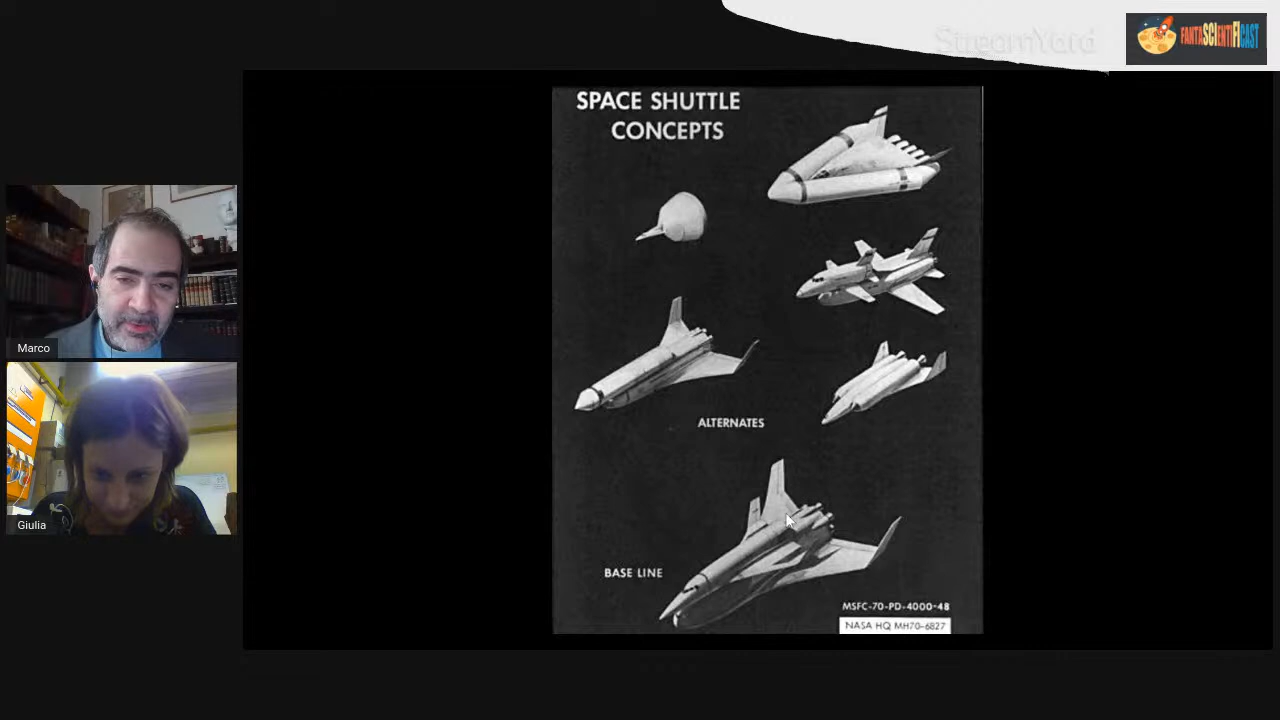 StreamYard
FANTASCIENTIFICAST
SPACE SHUTTLE
CONCEPTS
Marco
ALTERNATES
Giulia
BASE LINE
MSFC-70-PD-4000-48
NASA HQ MH70-6827